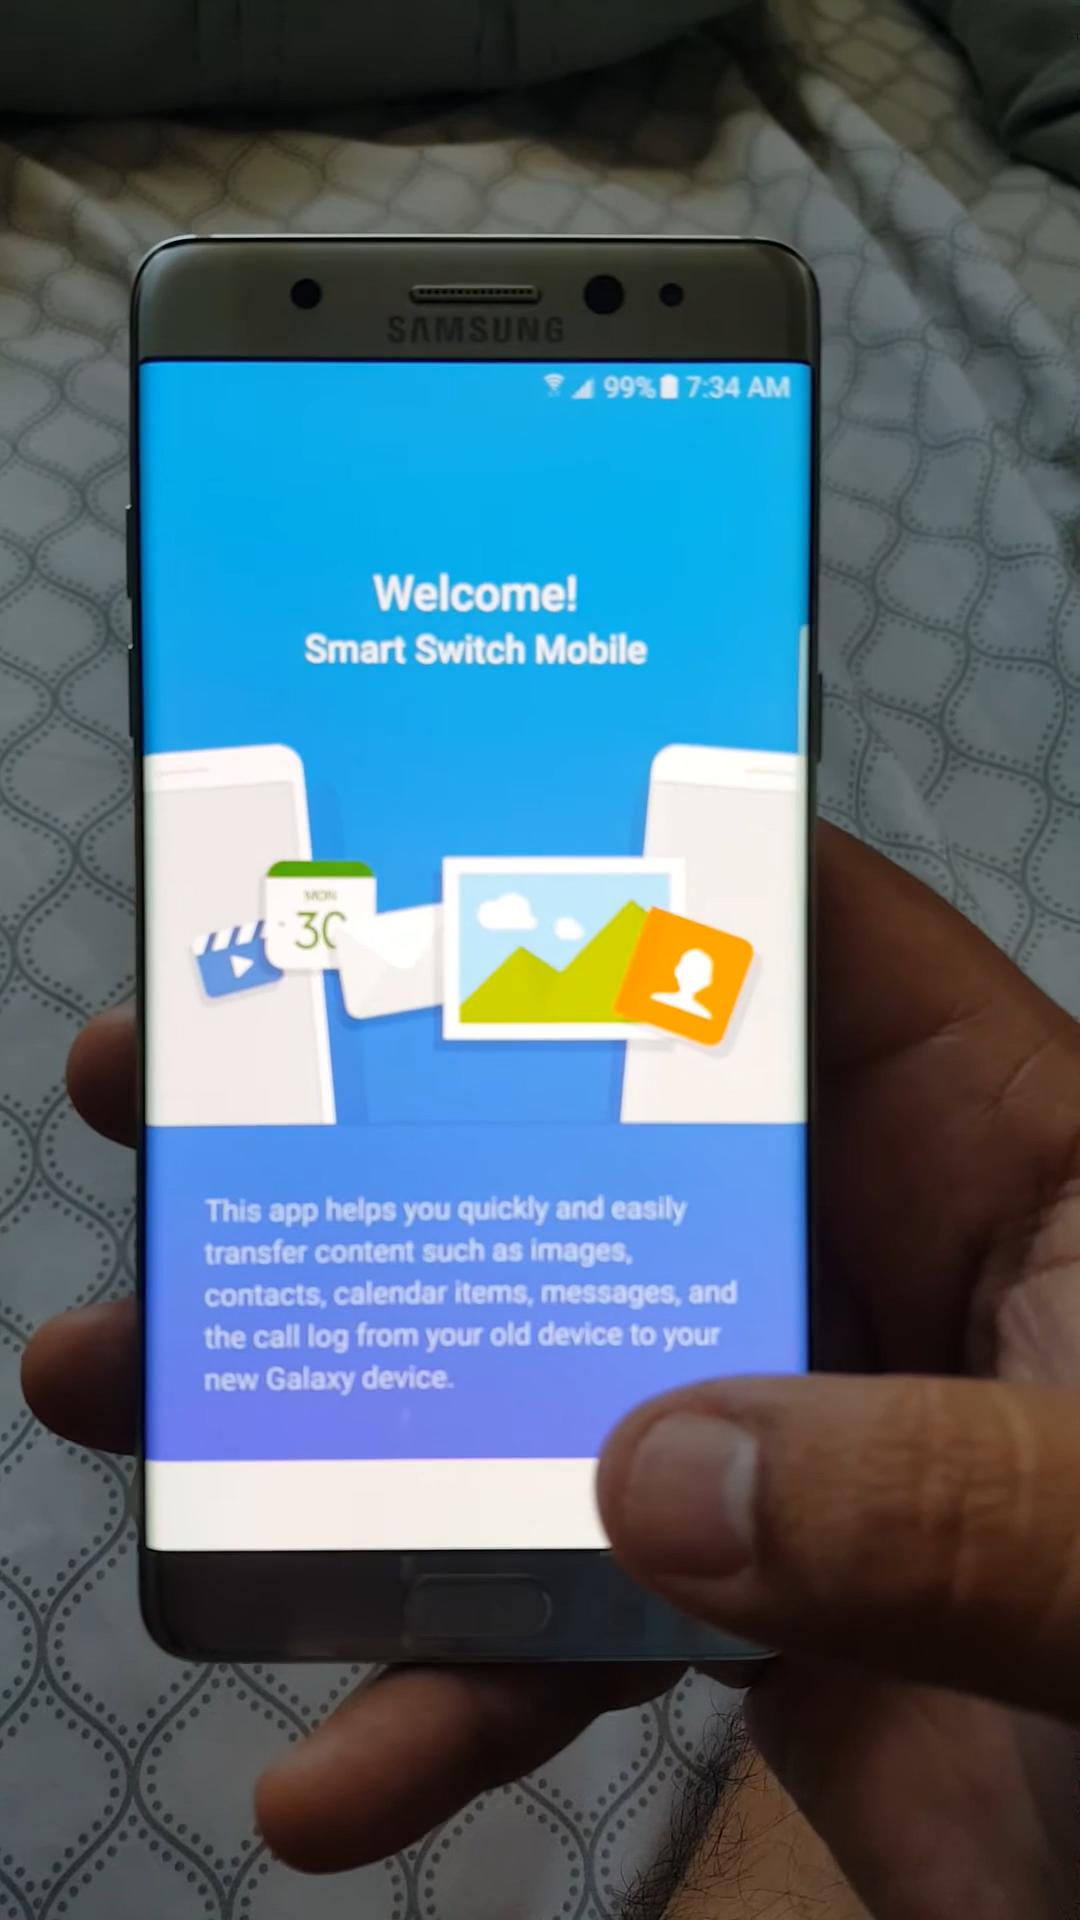 SAMSUNG
99% 7:34 AM
Welcome!
Smart Switch Mobile
MON
30
This app helps you quickly and easily
transfer content such as images,
contacts, calendar items, messages, and
the call log from your old device to your
new Galaxy device.